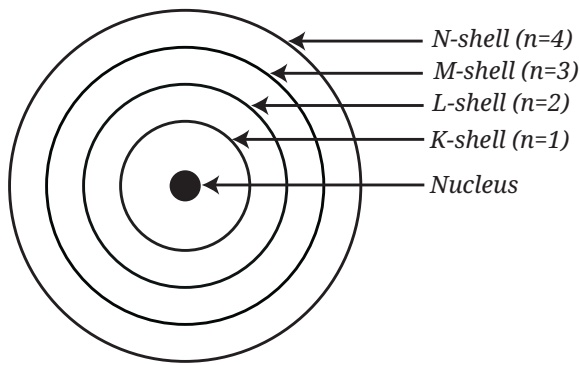 N-shell (n=4)
M-shell (n=3)
L-shell (n=2)
K-shell (n=1)
Nucleus